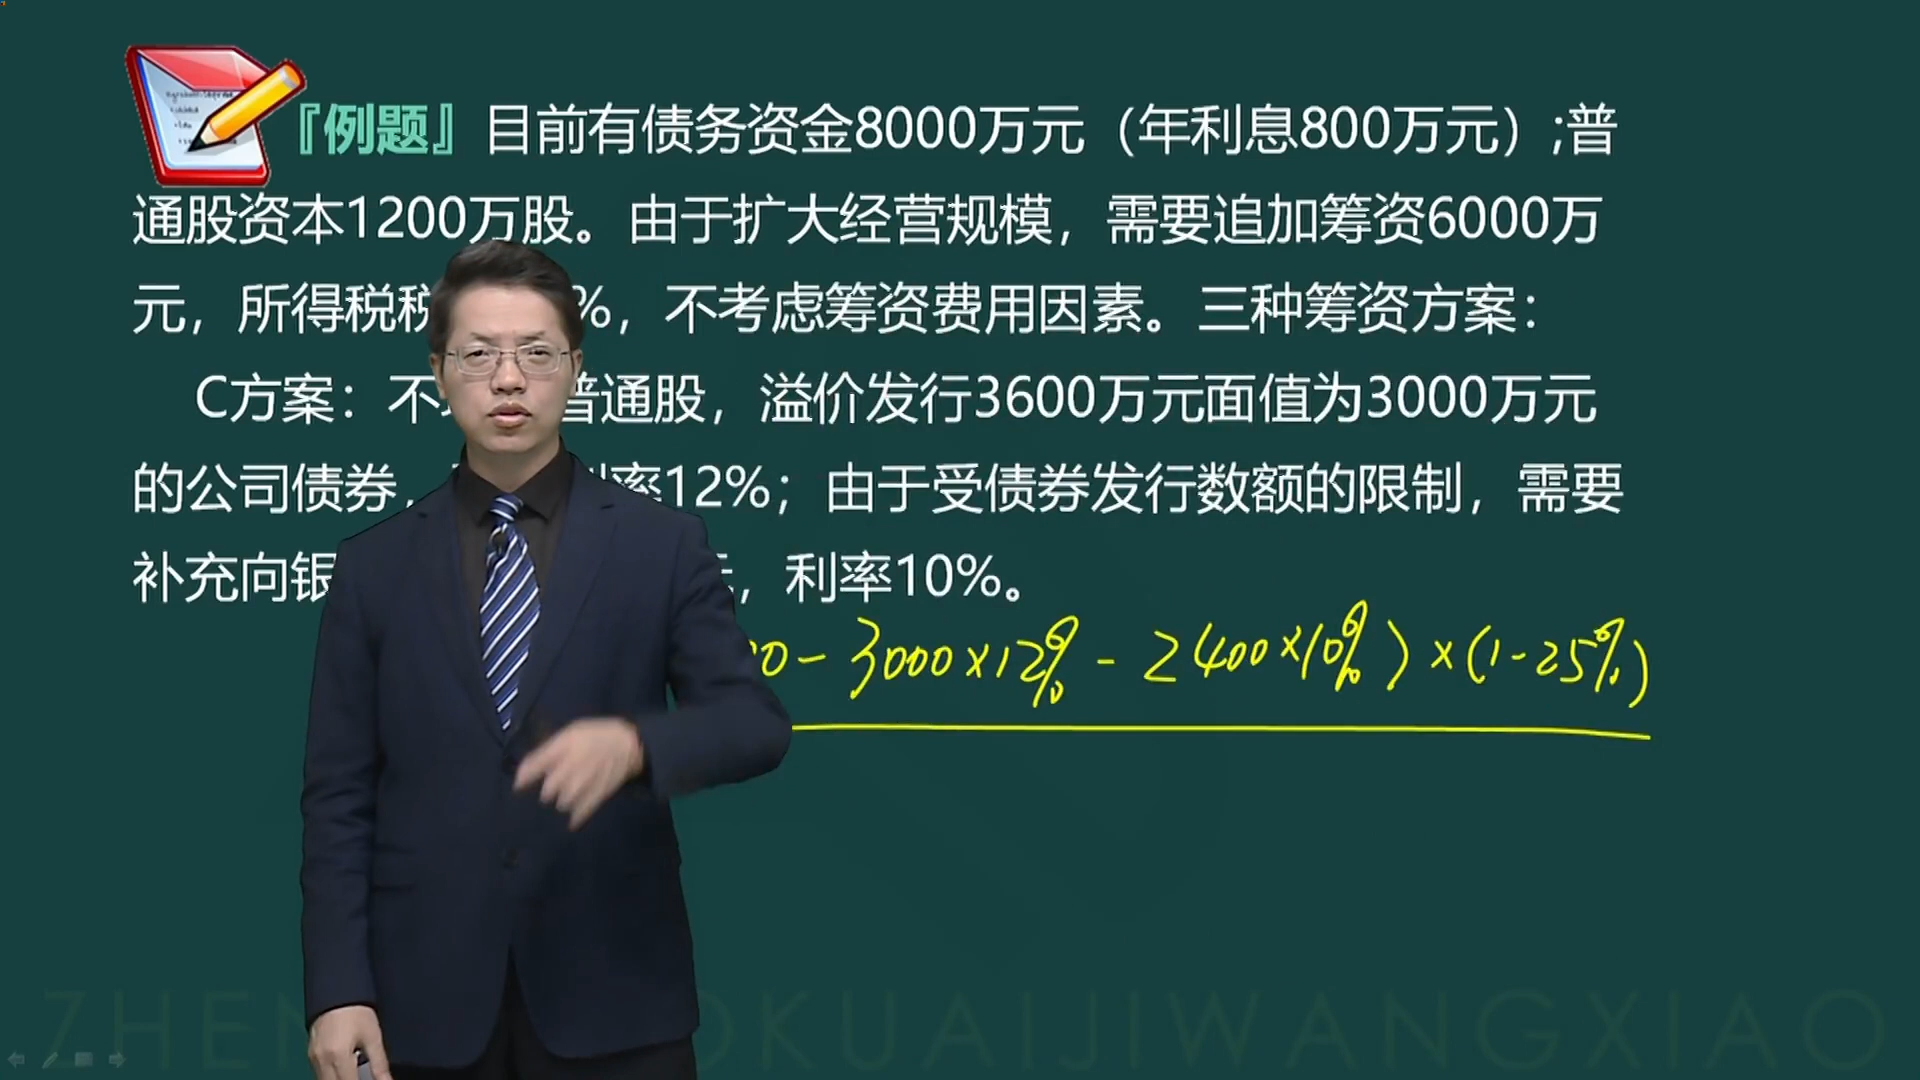 『例题』目前有债务资金8000万元（年利息800万元）;普
通股资本1200万股。由于扩大经营规模，需要追加筹资6000万
元，所得税税 %，不考虑筹资费用因素。三种筹资方案：
C方案：不 普通股，溢价发行3600万元面值为3000万元
的公司债券， 利率12%；由于受债券发行数额的限制，需要
补充向银 ，利率10%。
0-3000×12%-2400×10%)×(1-25%)
ZHEN OKUAIJIWANGXIAO